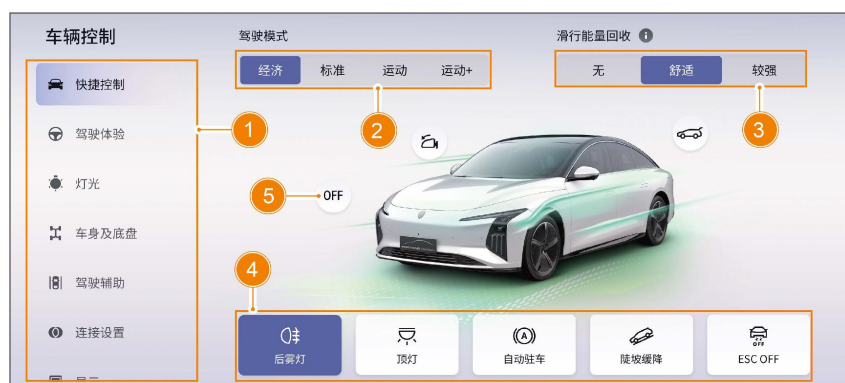 车辆控制
驾驶模式
滑行能量回收 i
快捷控制
经济 标准 运动 运动+
无 舒适 较强
驾驶体验
1
2
3
灯光
5
OFF
车身及底盘
驾驶辅助
4
连接设置
后雾灯
顶灯
自动驻车
陡坡缓降
ESC OFF